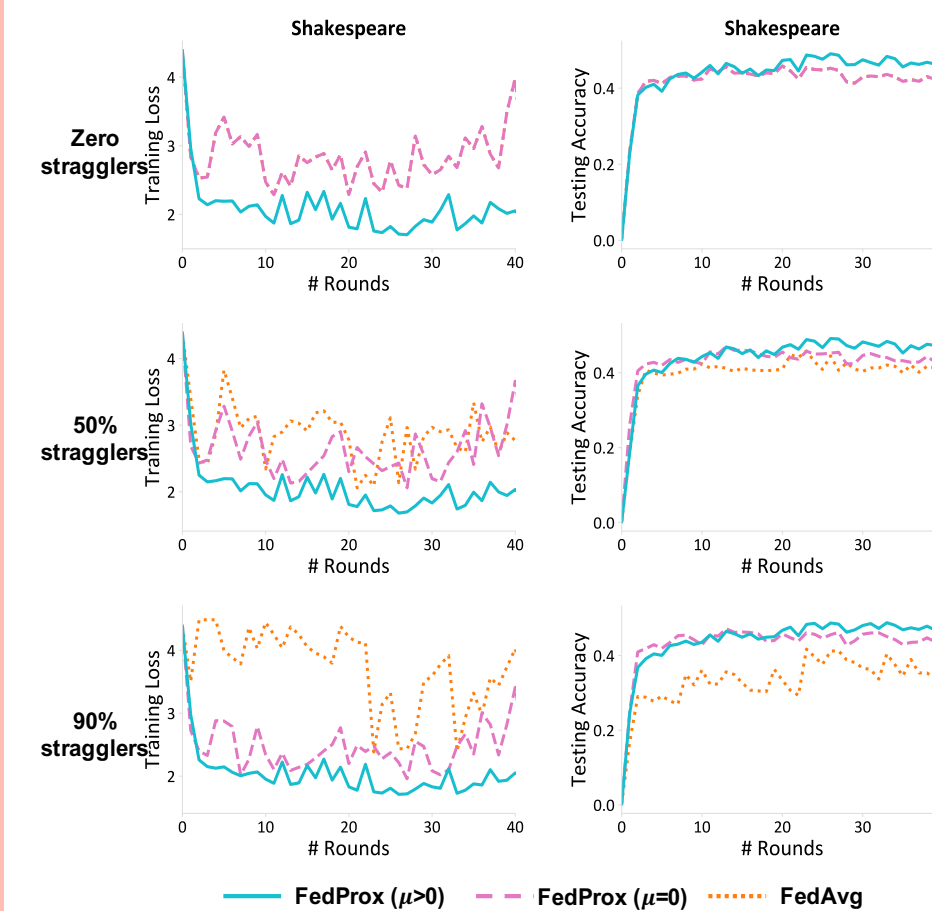 Shakespeare
Shakespeare
Zero
stragglers
Training Loss
4
3
2
0
10
20
30
40
# Rounds
Testing Accuracy
0.4
0.2
0.0
0
10
20
30
# Rounds
50%
stragglers
Training Loss
4
3
2
0
10
20
30
40
# Rounds
Testing Accuracy
0.4
0.2
0.0
0
10
20
30
# Rounds
90%
stragglers
Training Loss
4
3
2
0
10
20
30
40
# Rounds
Testing Accuracy
0.4
0.2
0.0
0
10
20
30
# Rounds
FedProx (μ>0)
FedProx (μ=0)
FedAvg